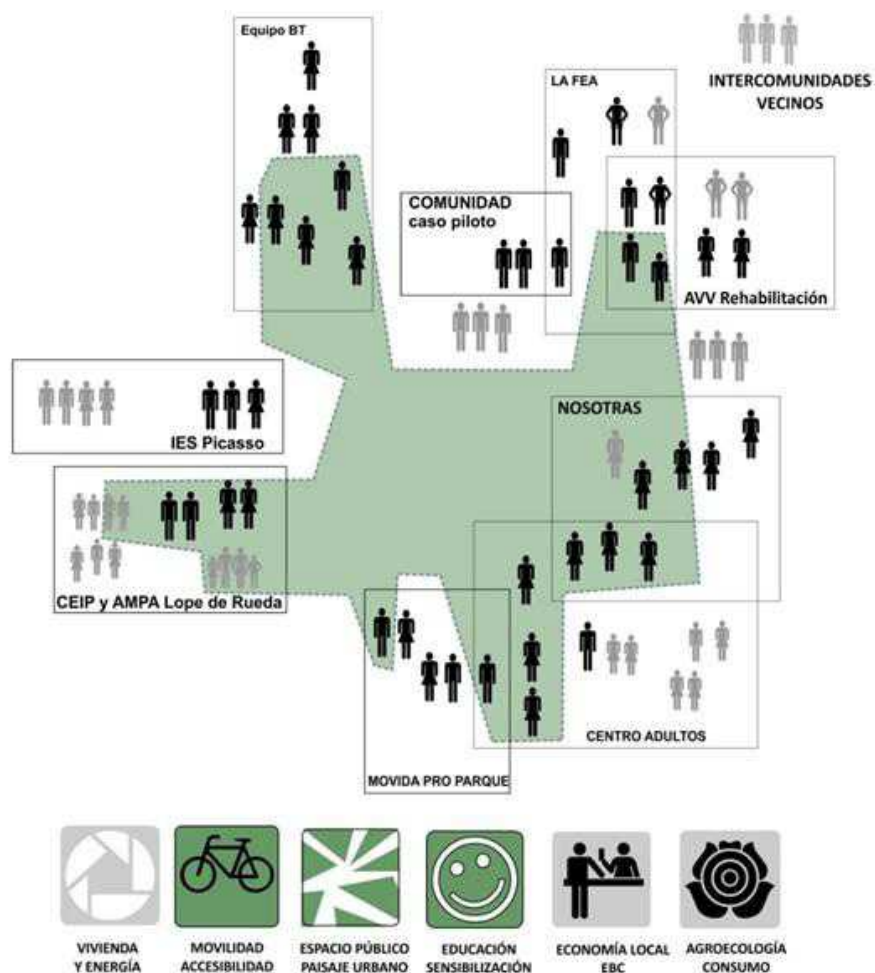 Equipo BT
LA FEA
INTERCOMUNIDADES
VECINOS
COMUNIDAD
caso piloto
AVV Rehabilitación
IES Picasso
NOSOTRAS
CEIP y AMPA Lope de Rueda
CENTRO ADULTOS
MOVIDA PRO PARQUE
VIVIENDA
Y ENERGÍA
MOVILIDAD
ACCESIBILIDAD
ESPACIO PÚBLICO
PAISAJE URBANO
EDUCACIÓN
SENSIBILIZACIÓN
ECONOMÍA LOCAL
EBC
AGROECOLOGÍA
CONSUMO